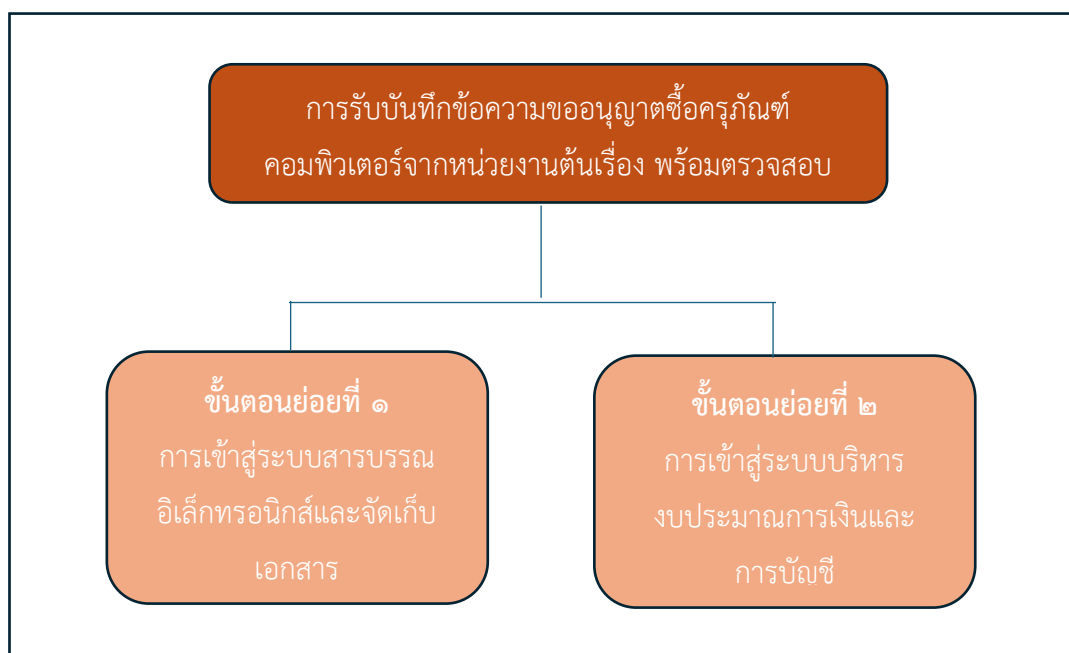 การรับบันทึกข้อความขออนุญาตซื้อครุภัณฑ์
คอมพิวเตอร์จากหน่วยงานต้นเรื่อง พร้อมตรวจสอบ
ขั้นตอนย่อยที่ ๑
การเข้าสู่ระบบสารบรรณ
อิเล็กทรอนิกส์และจัดเก็บ
เอกสาร
ขั้นตอนย่อยที่ ๒
การเข้าสู่ระบบบริหาร
งบประมาณการเงินและ
การบัญชี